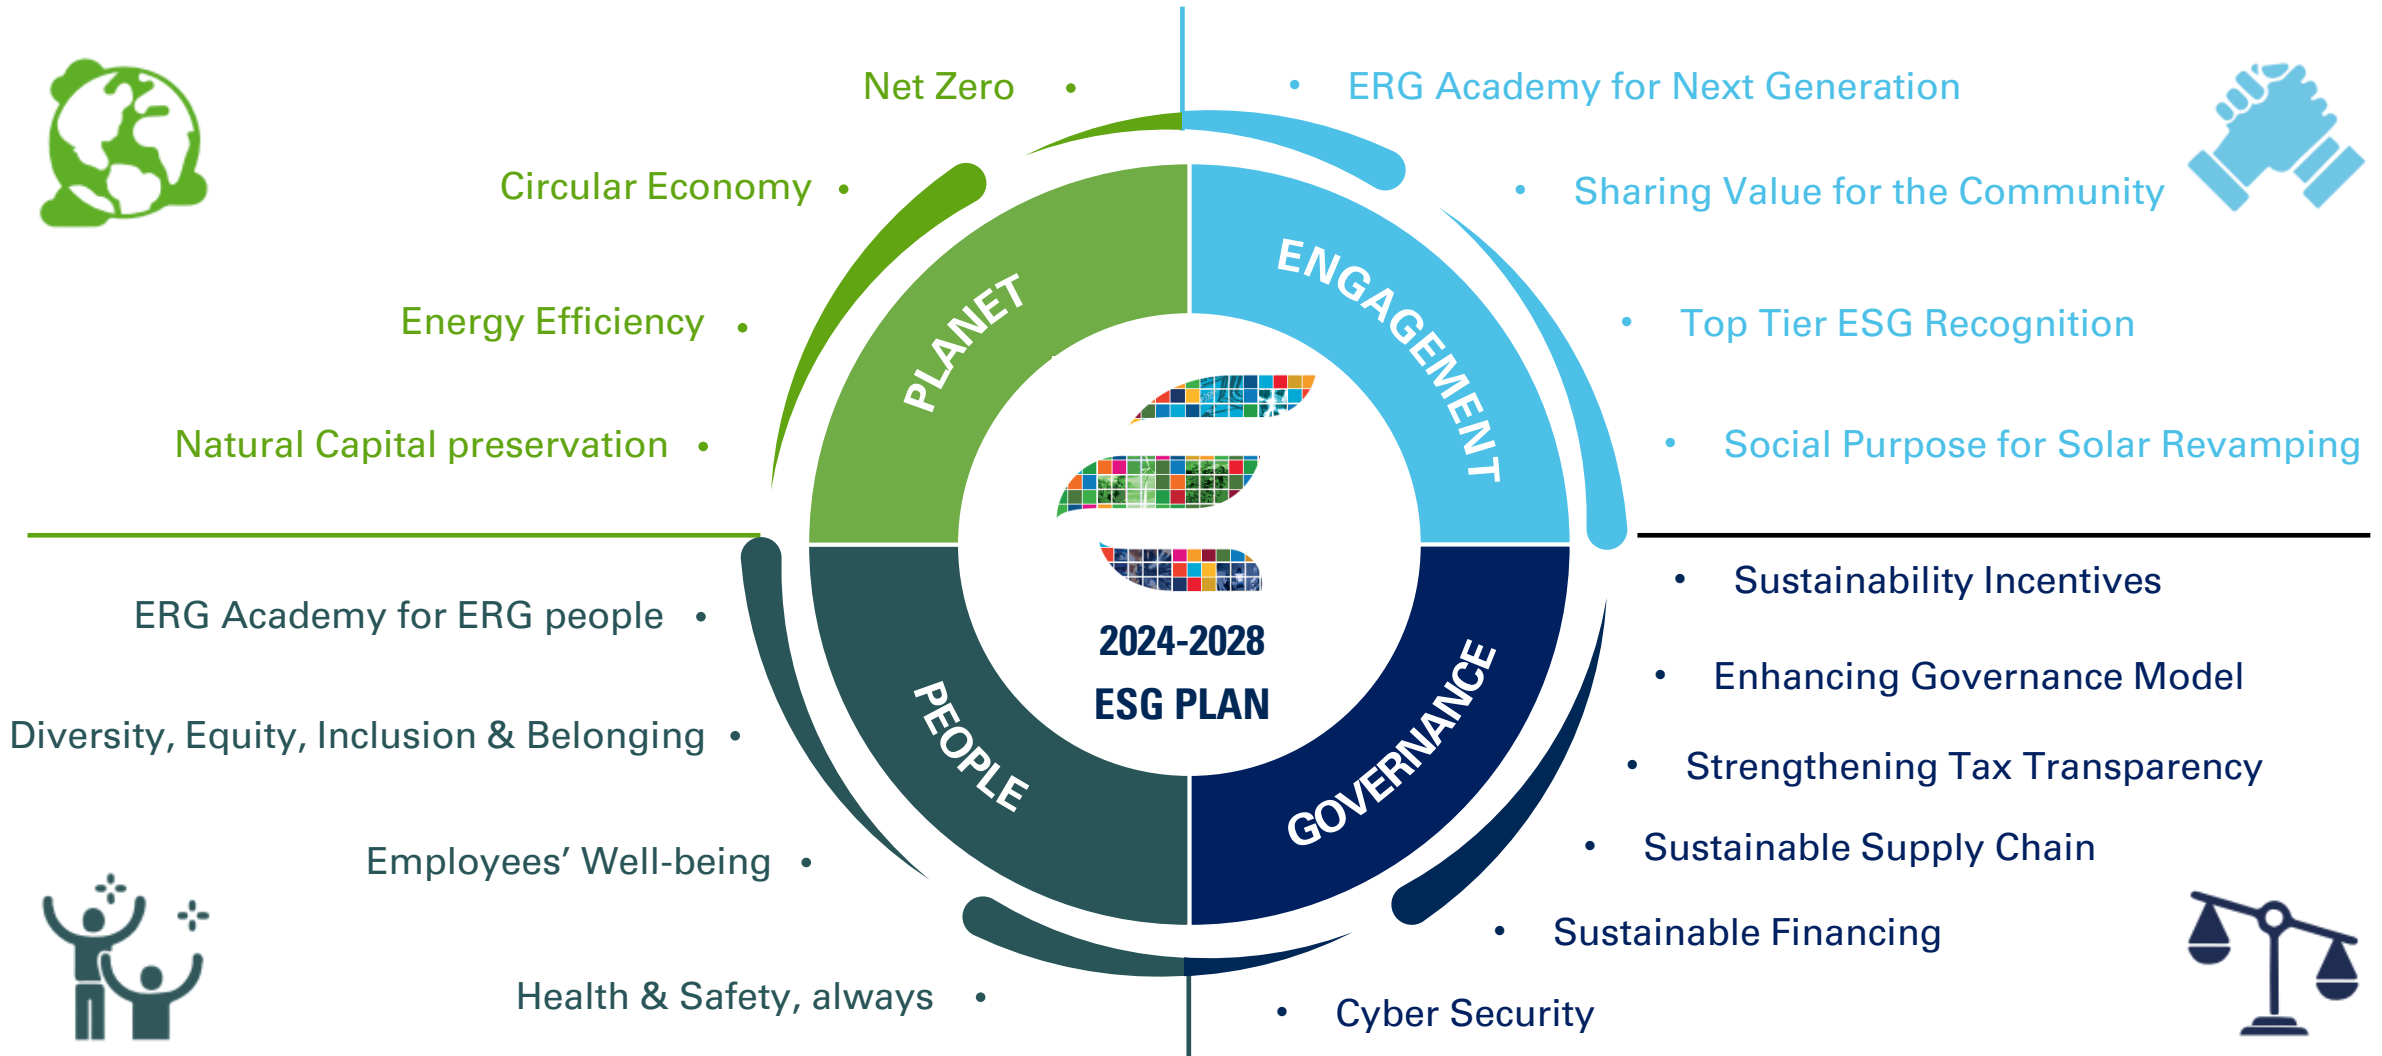 Net Zero
Circular Economy
Energy Efficiency
Natural Capital preservation
ERG Academy for Next Generation
Sharing Value for the Community
Top Tier ESG Recognition
Social Purpose for Solar Revamping
PLANET
ENGAGEMENT
2024-2028
ESG PLAN
PEOPLE
GOVERNANCE
ERG Academy for ERG people
Diversity, Equity, Inclusion & Belonging
Employees’ Well-being
Health & Safety, always
Sustainability Incentives
Enhancing Governance Model
Strengthening Tax Transparency
Sustainable Supply Chain
Sustainable Financing
Cyber Security